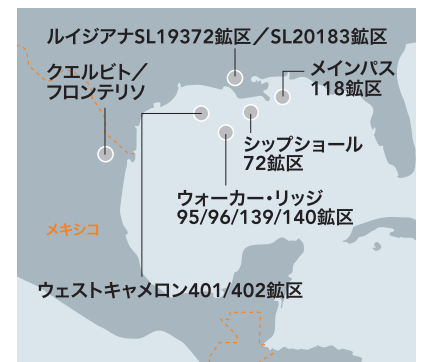 ルイジアナSL19372鉱区／SL20183鉱区
クエルビト／
フロンテリソ
メインパス
118鉱区
シップショール
72鉱区
ウォーカー・リッジ
95/96/139/140鉱区
メキシコ
ウェストキャメロン401/402鉱区